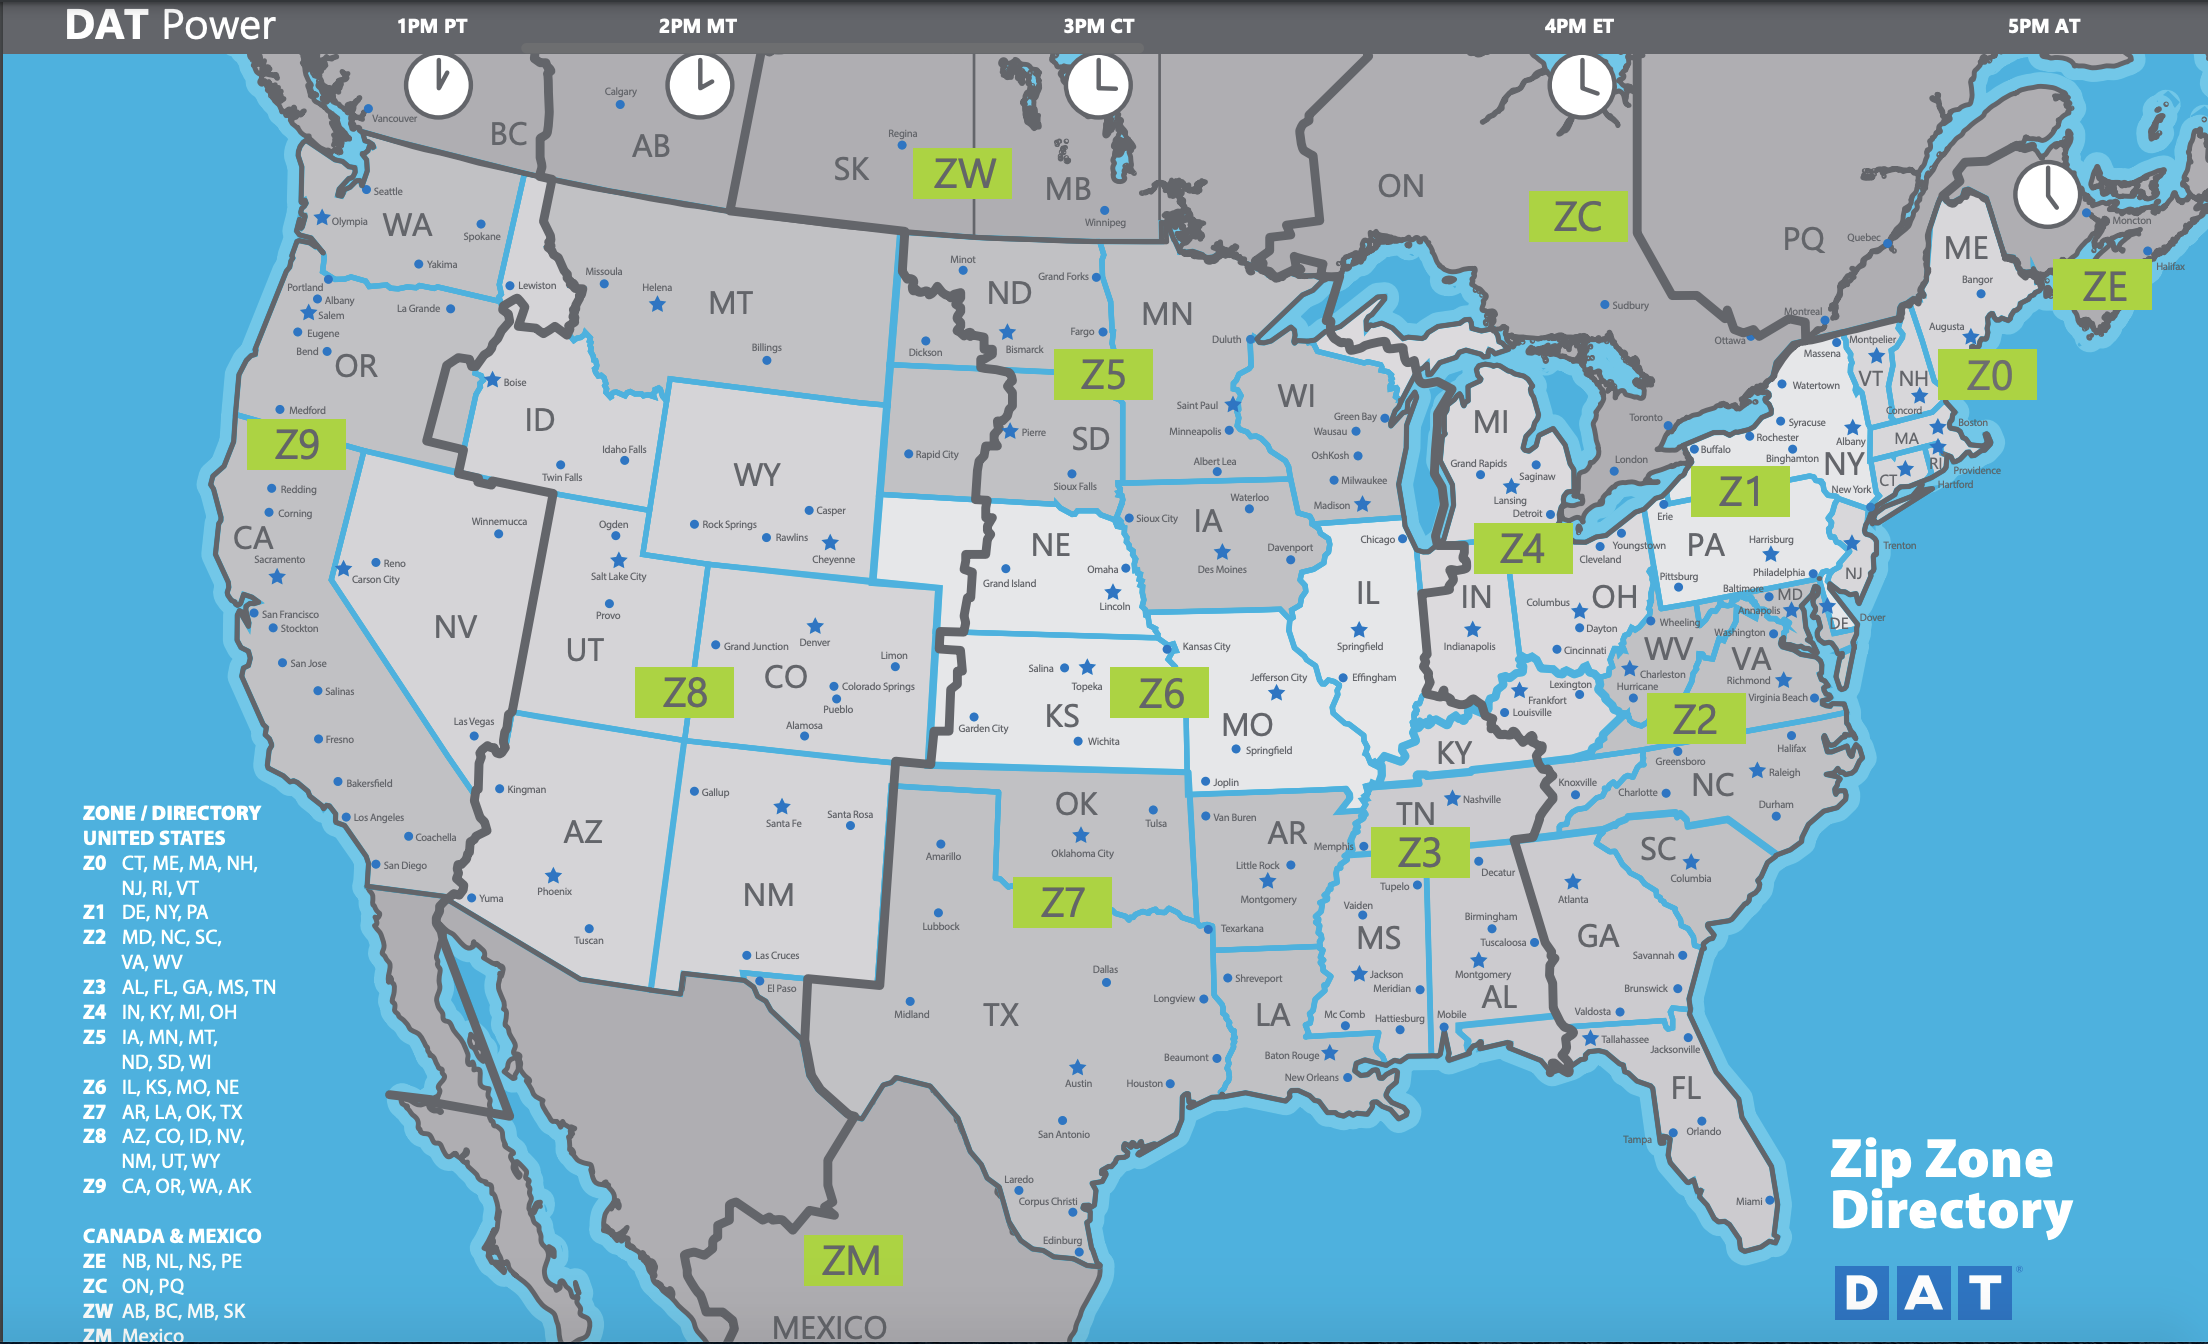 DAT Power
1PM PT
2PM MT
3PM CT
4PM ET
5PM AT
Calgary
Vancouver
BC
AB
Regina
SK
ZW
MB
Winnipeg
ON
ZC
PQ
Quebec
Moncton
Halifax
ZE
Sudbury
Montreal
Ottawa
Toronto
London
Seattle
Olympia
WA
Spokane
Yakima
Portland
Albany
Salem
La Grande
Eugene
Bend
OR
Medford
Z9
Lewiston
Missoula
Helena
MT
Billings
Boise
ID
Idaho Falls
Twin Falls
WY
Casper
Rock Springs
Rawlins
Cheyenne
Minot
Grand Forks
ND
Fargo
Dickson
Bismarck
Z5
MN
Duluth
Saint Paul
Minneapolis
Albert Lea
Pierre
SD
Rapid City
Sioux Falls
WI
Green Bay
Wausau
OshKosh
Milwaukee
Madison
MI
Grand Rapids
Saginaw
Lansing
Detroit
Z4
ME
Bangor
Augusta
Z0
Massena
Montpelier
VT
NH
Concord
Watertown
Syracuse
Rochester
Albany
Buffalo
Binghamton
NY
New York
MA
Boston
RI
Providence
CT
Hartford
Z1
Erie
PA
Harrisburg
Pittsburg
Philadelphia
Trenton
NJ
Baltimore
MD
Annapolis
Washington
DE
Dover
Redding
Corning
CA
Sacramento
San Francisco
Stockton
San Jose
Salinas
Fresno
Bakersfield
Los Angeles
Coachella
San Diego
Winnemucca
Reno
Carson City
NV
Las Vegas
Ogden
Salt Lake City
Provo
UT
Z8
Grand Junction
Denver
Limon
CO
Colorado Springs
Pueblo
Alamosa
NE
Grand Island
Omaha
Lincoln
Sioux City
Waterloo
IA
Davenport
Des Moines
Chicago
IL
Springfield
Effingham
IN
Indianapolis
Youngstown
Cleveland
Columbus
OH
Dayton
Cincinnati
Wheeling
WV
Charleston
Hurricane
VA
Richmond
Virginia Beach
Z2
Salina
Topeka
Kansas City
KS
Garden City
Wichita
Z6
Jefferson City
MO
Springfield
Joplin
Lexington
Frankfort
Louisville
KY
Halifax
Greensboro
NC
Raleigh
Charlotte
Durham
Knoxville
Nashville
TN
Memphis
Z3
SC
Columbia
Kingman
AZ
Phoenix
Yuma
Tuscan
Gallup
Santa Fe
Santa Rosa
NM
Las Cruces
El Paso
OK
Tulsa
Oklahoma City
Amarillo
Lubbock
Z7
Van Buren
AR
Little Rock
Montgomery
Texarkana
Dallas
Midland
TX
Longview
Austin
Beaumont
Houston
San Antonio
Laredo
Corpus Christi
Edinburg
Shreveport
LA
Baton Rouge
New Orleans
Tupelo
Vaiden
MS
Jackson
Meridian
Mc Comb
Hattiesburg
Decatur
Birmingham
Tuscaloosa
Montgomery
AL
Mobile
Atlanta
GA
Savannah
Brunswick
Valdosta
Tallahassee
Jacksonville
FL
Orlando
Tampa
Miami
ZM
MEXICO
ZONE / DIRECTORY
UNITED STATES
Z0 CT, ME, MA, NH,
NJ, RI, VT
Z1 DE, NY, PA
Z2 MD, NC, SC,
VA, WV
Z3 AL, FL, GA, MS, TN
Z4 IN, KY, MI, OH
Z5 IA, MN, MT,
ND, SD, WI
Z6 IL, KS, MO, NE
Z7 AR, LA, OK, TX
Z8 AZ, CO, ID, NV,
NM, UT, WY
Z9 CA, OR, WA, AK
CANADA & MEXICO
ZE NB, NL, NS, PE
ZC ON, PQ
ZW AB, BC, MB, SK
ZM Mexico
Zip Zone
Directory
DAT®